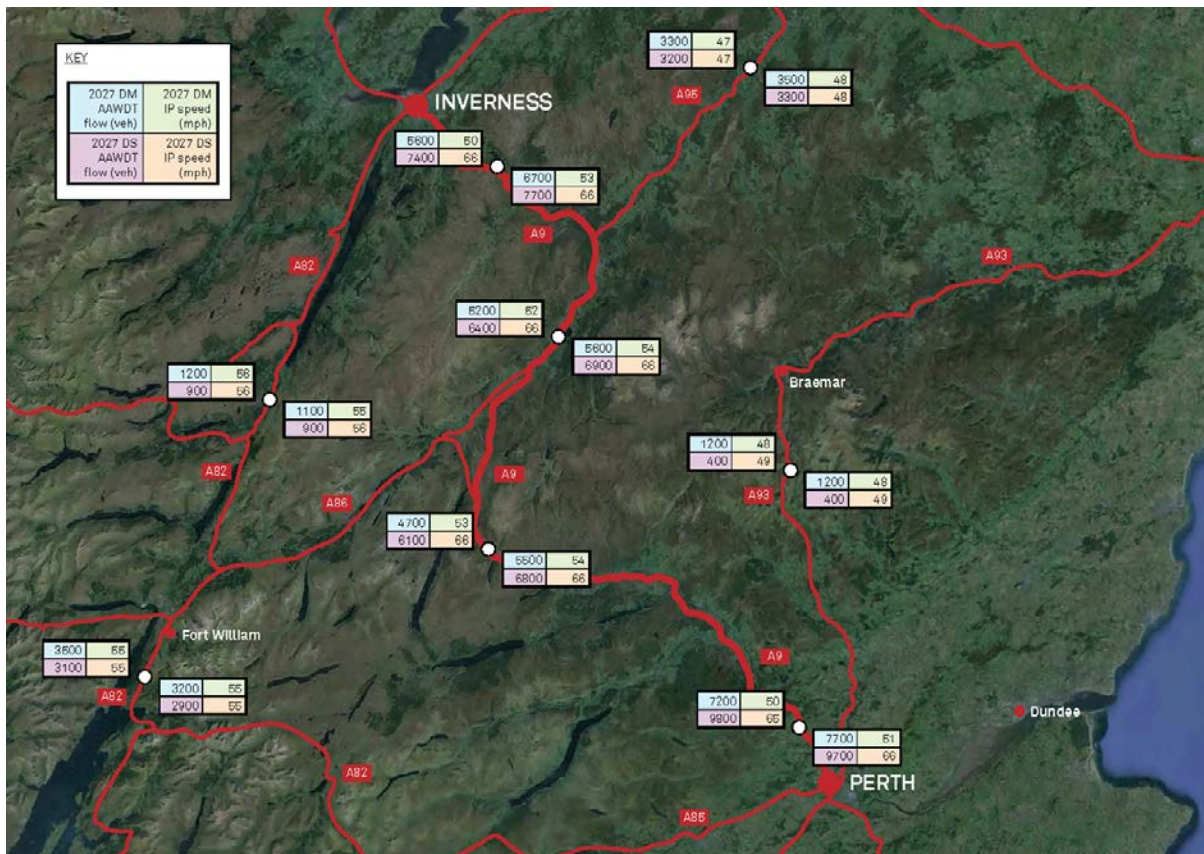 KEY
2027 DM AAWDT flow (veh)
2027 DM IP speed (mph)
2027 DS AAWDT flow (veh)
2027 DS IP speed (mph)
3300 47
3200 47
3500 48
3300 48
A95
INVERNESS
5600 50
7400 66
6700 53
7700 66
A9
A82
A93
5200 52
6400 66
5600 54
6900 66
1200 56
900 56
1100 55
900 56
Braemar
A82
A86
A9
1200 48
400 49
A93
1200 48
400 49
4700 53
6100 66
5500 54
6800 66
Fort William
3500 55
3100 55
A82
3200 55
2900 55
A9
7200 50
9800 65
7700 51
9700 66
Dundee
A82
PERTH
A85